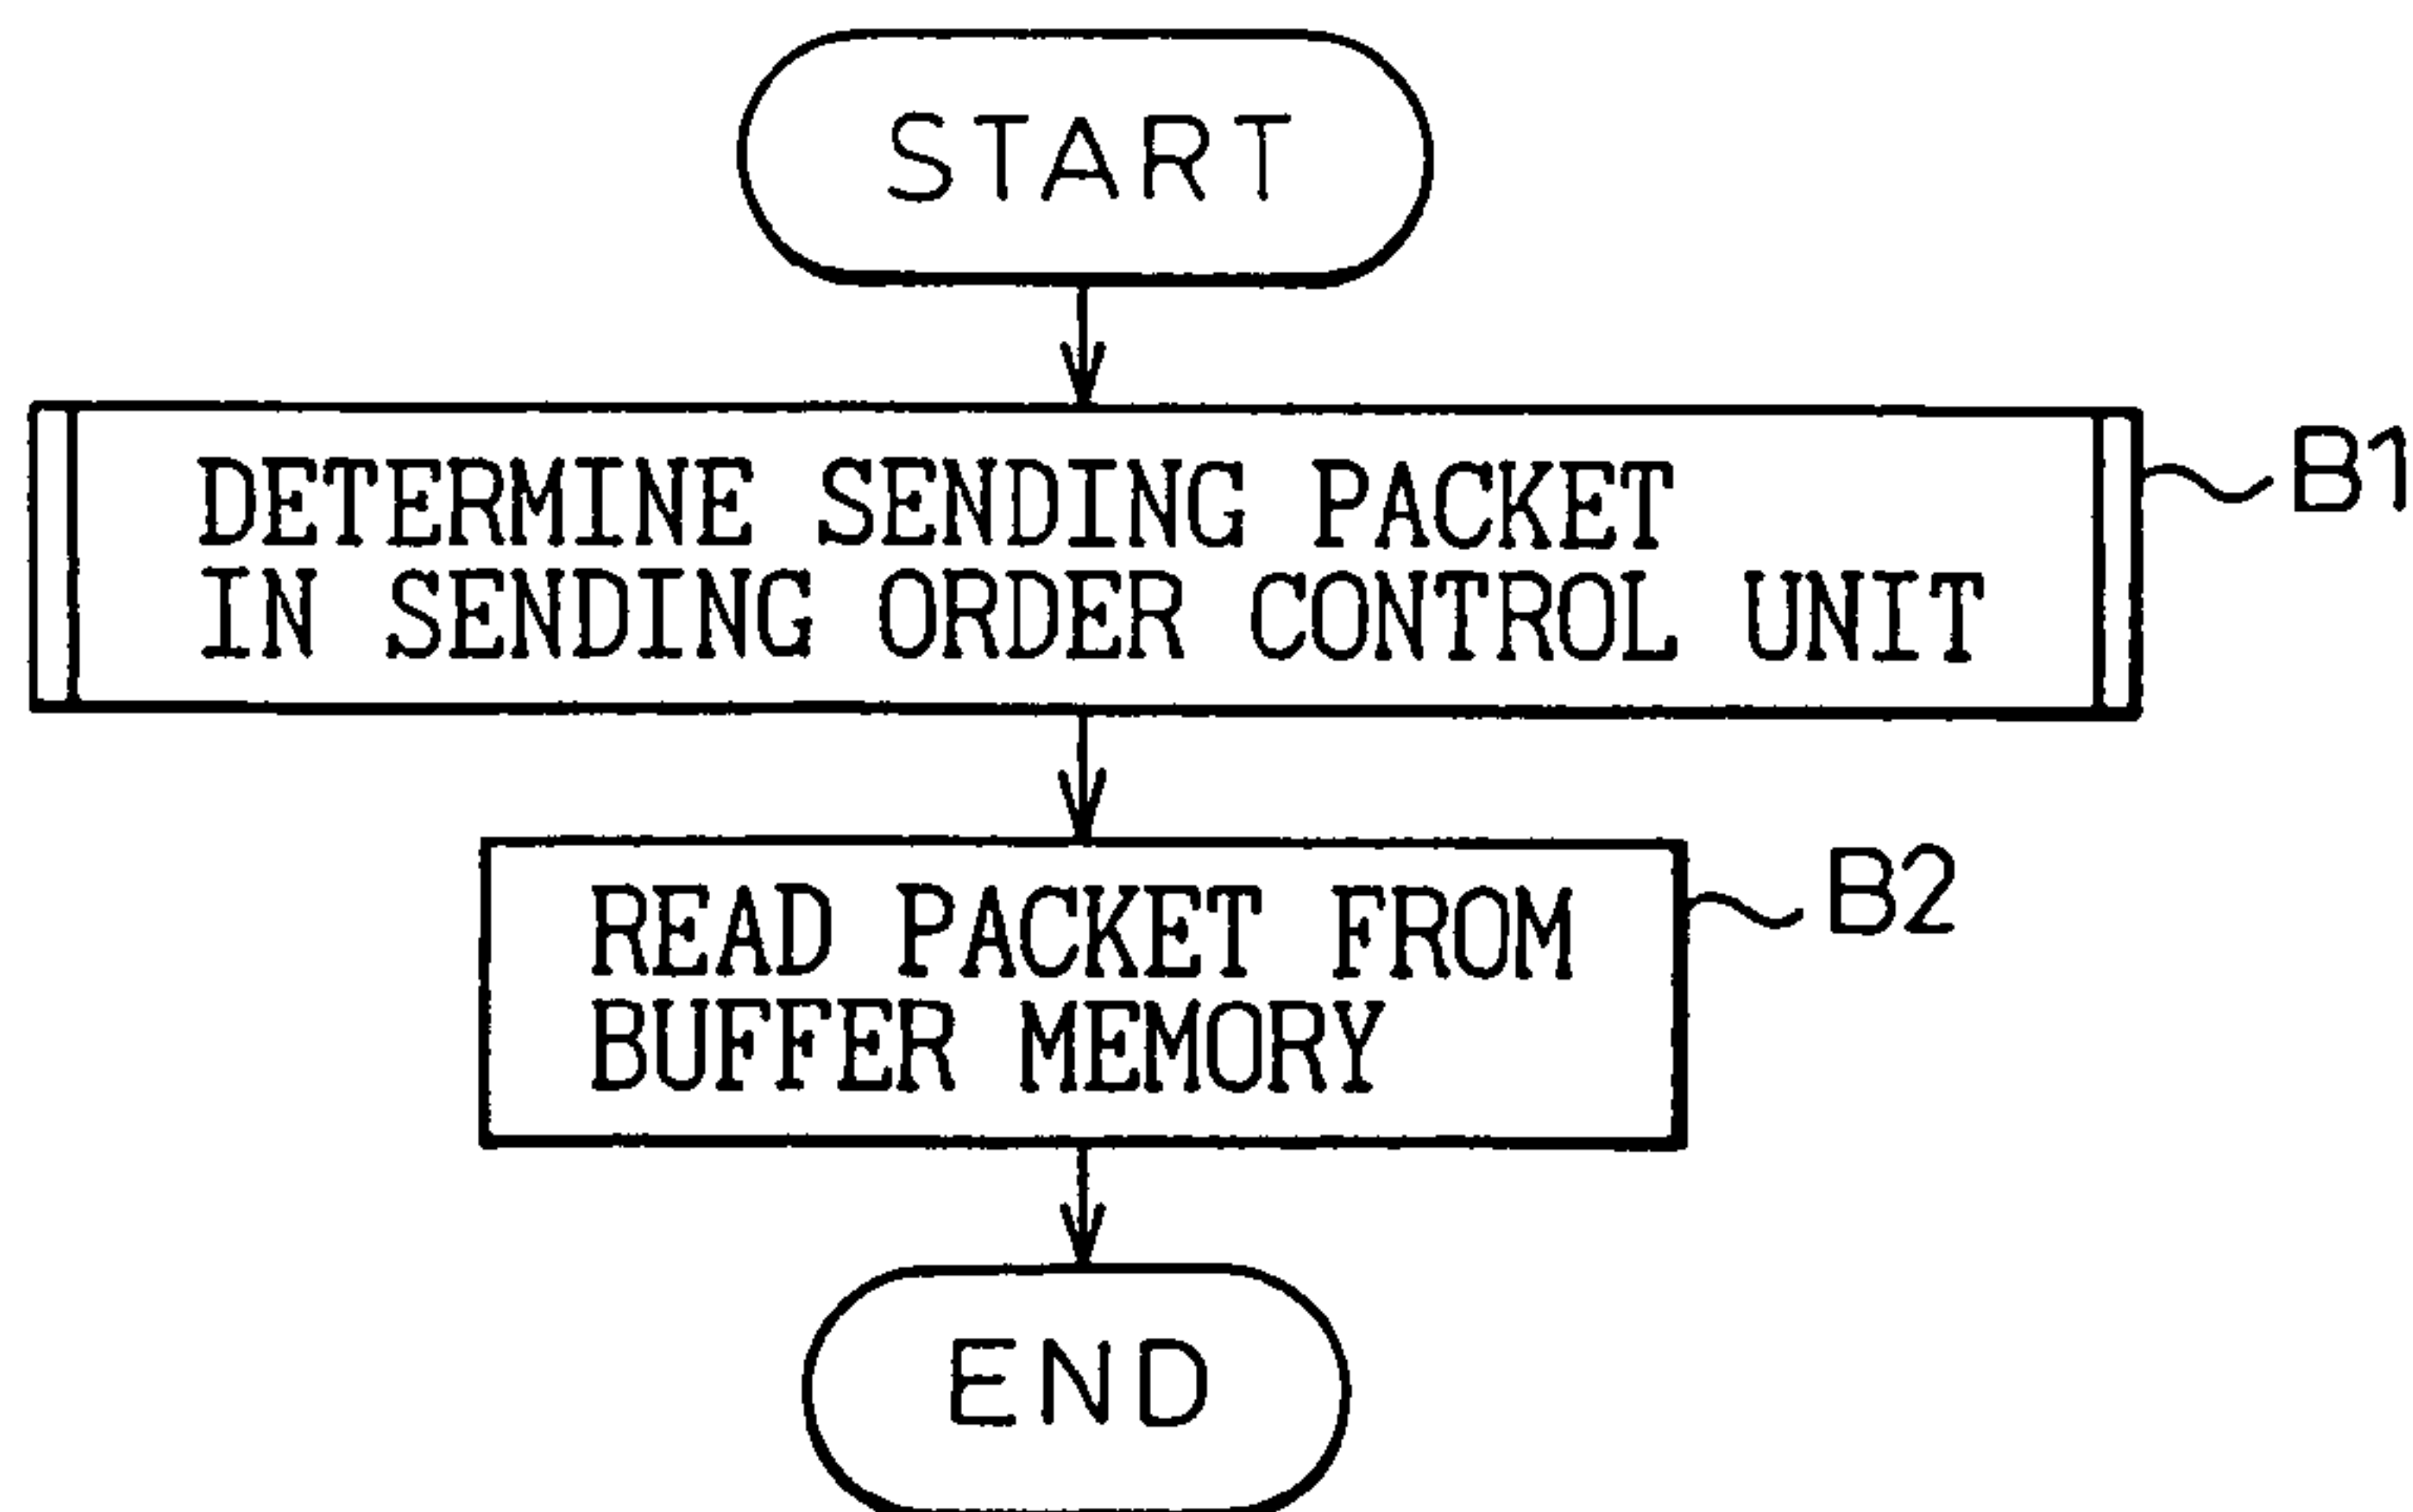 START
DETERMINE SENDING PACKET
IN SENDING ORDER CONTROL UNIT
B1
READ PACKET FROM
BUFFER MEMORY
B2
END